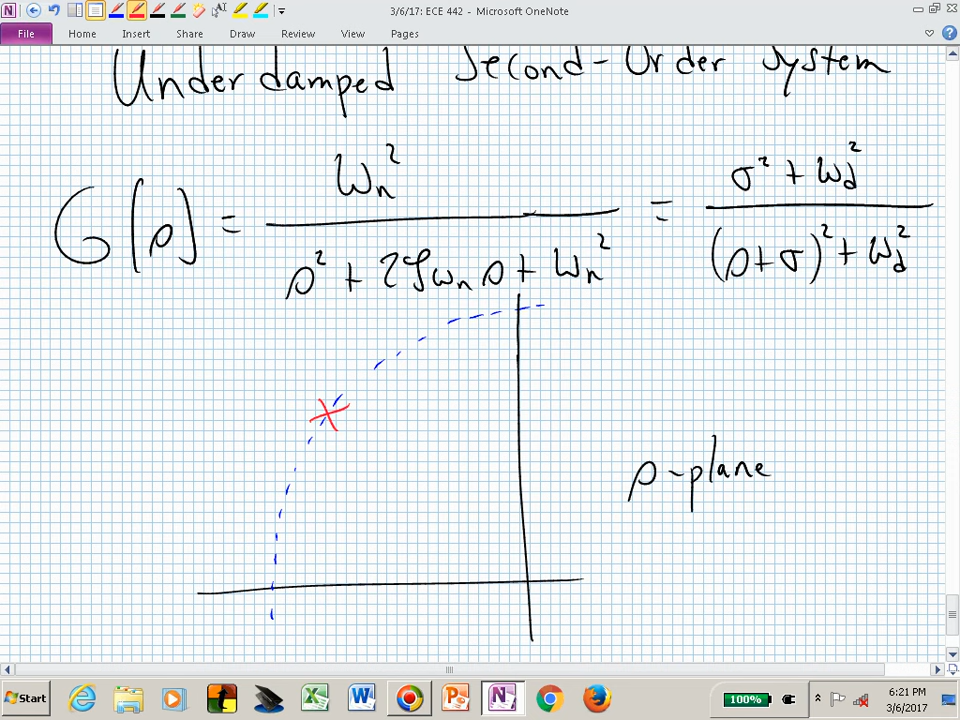 3/6/17: ECE 442 - Microsoft OneNote
File Home Insert Share Draw Review View Pages
Underdamped Second-Order System
G(s) = ωn² / (s² + 2ζωn s + ωn²) = (σ² + ωd²) / ((s + σ)² + ωd²)
s-plane
Start
100%
6:21 PM
3/6/2017